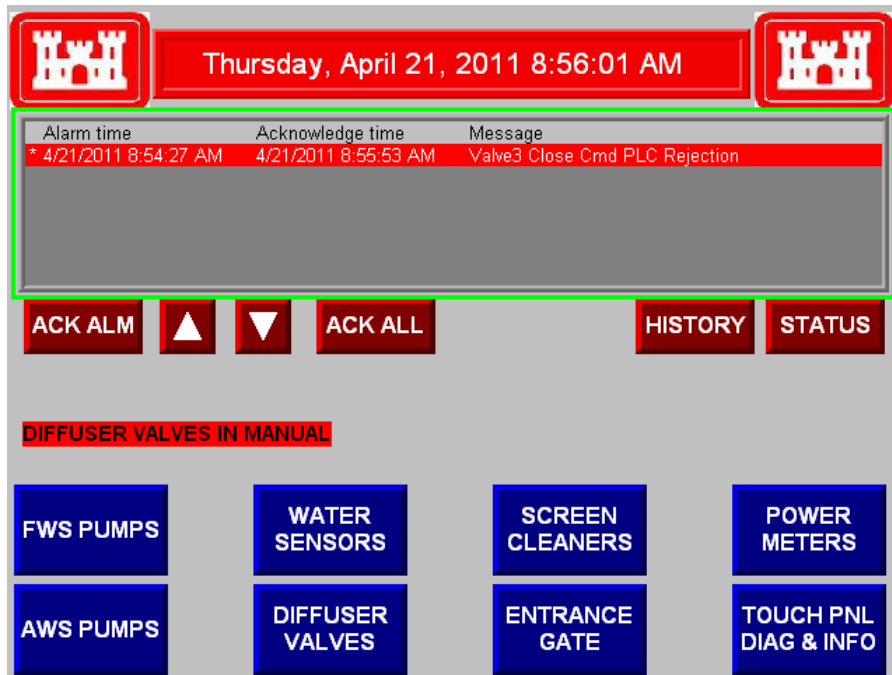 Thursday, April 21, 2011 8:56:01 AM
Alarm time Acknowledge time Message
* 4/21/2011 8:54:27 AM 4/21/2011 8:55:53 AM Valve3 Close Cmd PLC Rejection
ACK ALM ACK ALL HISTORY STATUS
DIFFUSER VALVES IN MANUAL
FWS PUMPS
WATER
SENSORS
SCREEN
CLEANERS
POWER
METERS
AWS PUMPS
DIFFUSER
VALVES
ENTRANCE
GATE
TOUCH PNL
DIAG & INFO